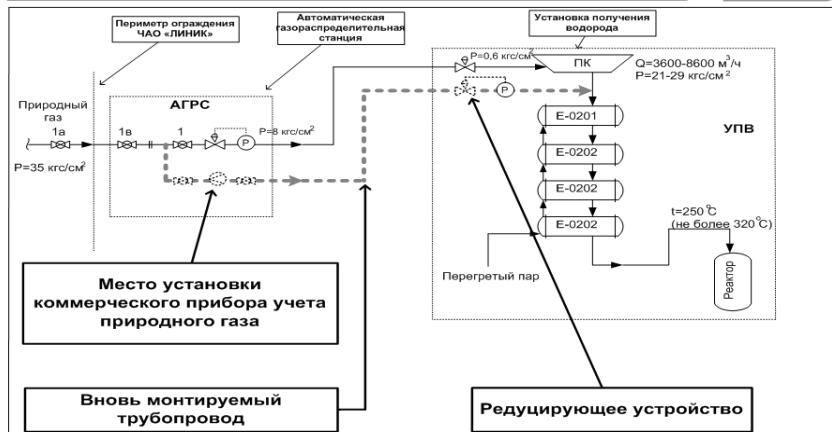 Периметр ограждения
ЧАО «ЛИНИК»
Автоматическая
газораспределительная
станция
Установка получения
водорода
P=0,6 кгс/см²
ПК
Q=3600-8600 м³/ч
P=21-29 кгс/см²
Природный
газ
1а
P=35 кгс/см²
АГРС
1в
1
P
P=8 кгс/см²
P
УПВ
E-0201
E-0202
E-0202
E-0202
Перегретый пар
t=250°C
(не более 320°C)
Реактор
Место установки
коммерческого прибора учета
природного газа
Вновь монтируемый
трубопровод
Редуцирующее устройство